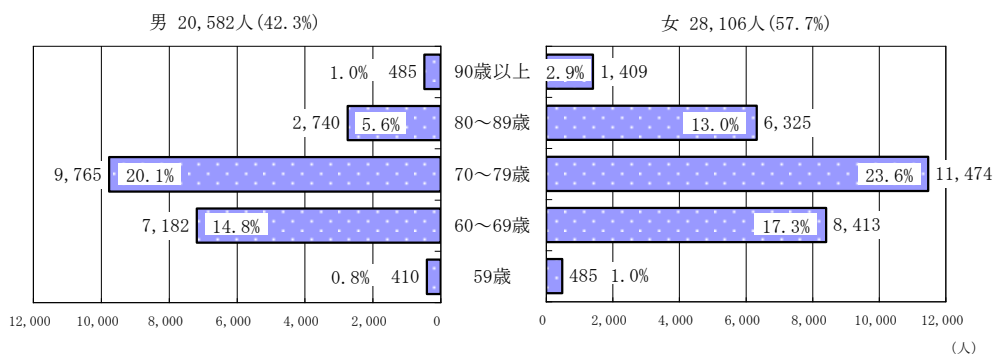 男 20,582人(42.3%) 女 28,106人(57.7%)
1.0% 485 90歳以上 2.9% 1,409
2,740 5.6% 80～89歳 13.0% 6,325
9,765 20.1% 70～79歳 23.6% 11,474
7,182 14.8% 60～69歳 17.3% 8,413
0.8% 410 59歳 485 1.0%
12,000 10,000 8,000 6,000 4,000 2,000 0 0 2,000 4,000 6,000 8,000 10,000 12,000
(人)